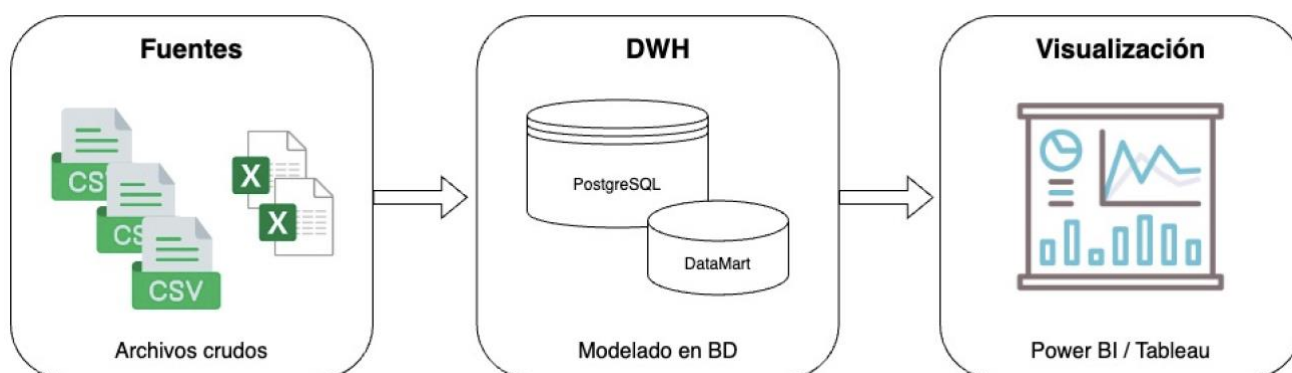 Fuentes
CSV
CS
CSV
X
X
Archivos crudos
DWH
PostgreSQL
DataMart
Modelado en BD
Visualización
Power BI / Tableau